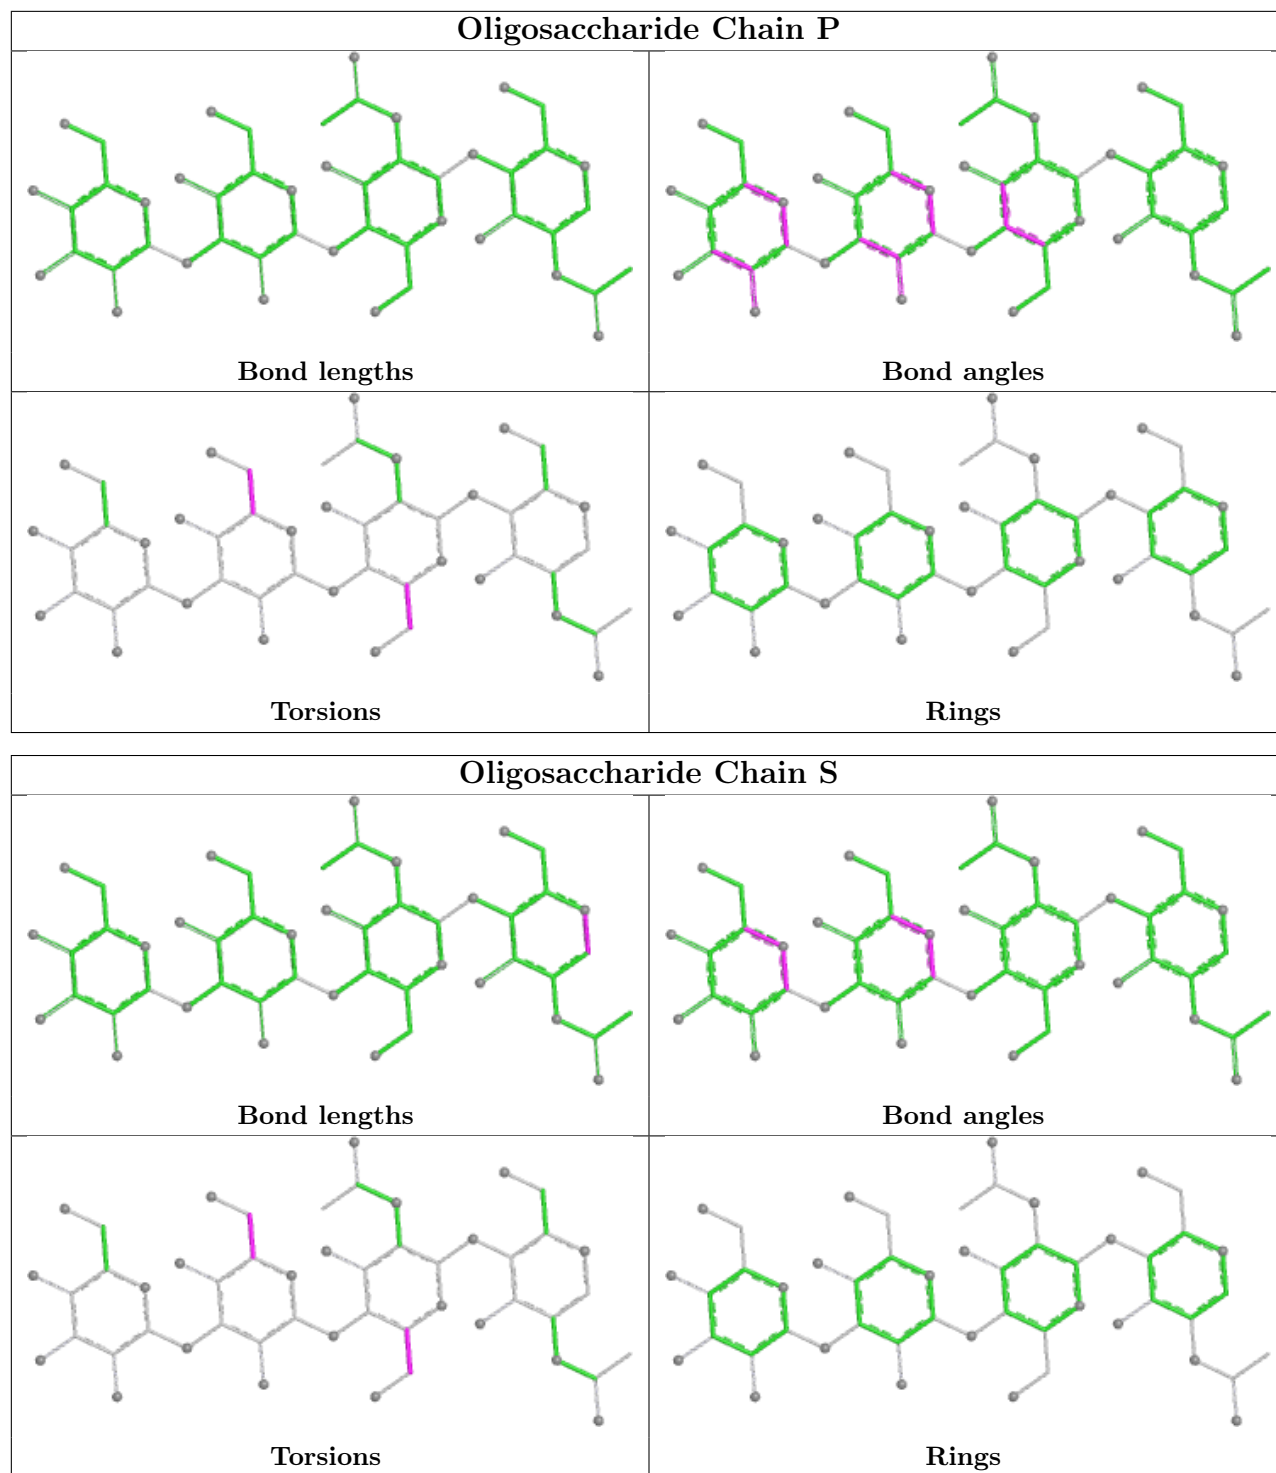 Oligosaccharide Chain P
Bond lengths
Bond angles
Torsions
Rings
Oligosaccharide Chain S
Bond lengths
Bond angles
Torsions
Rings